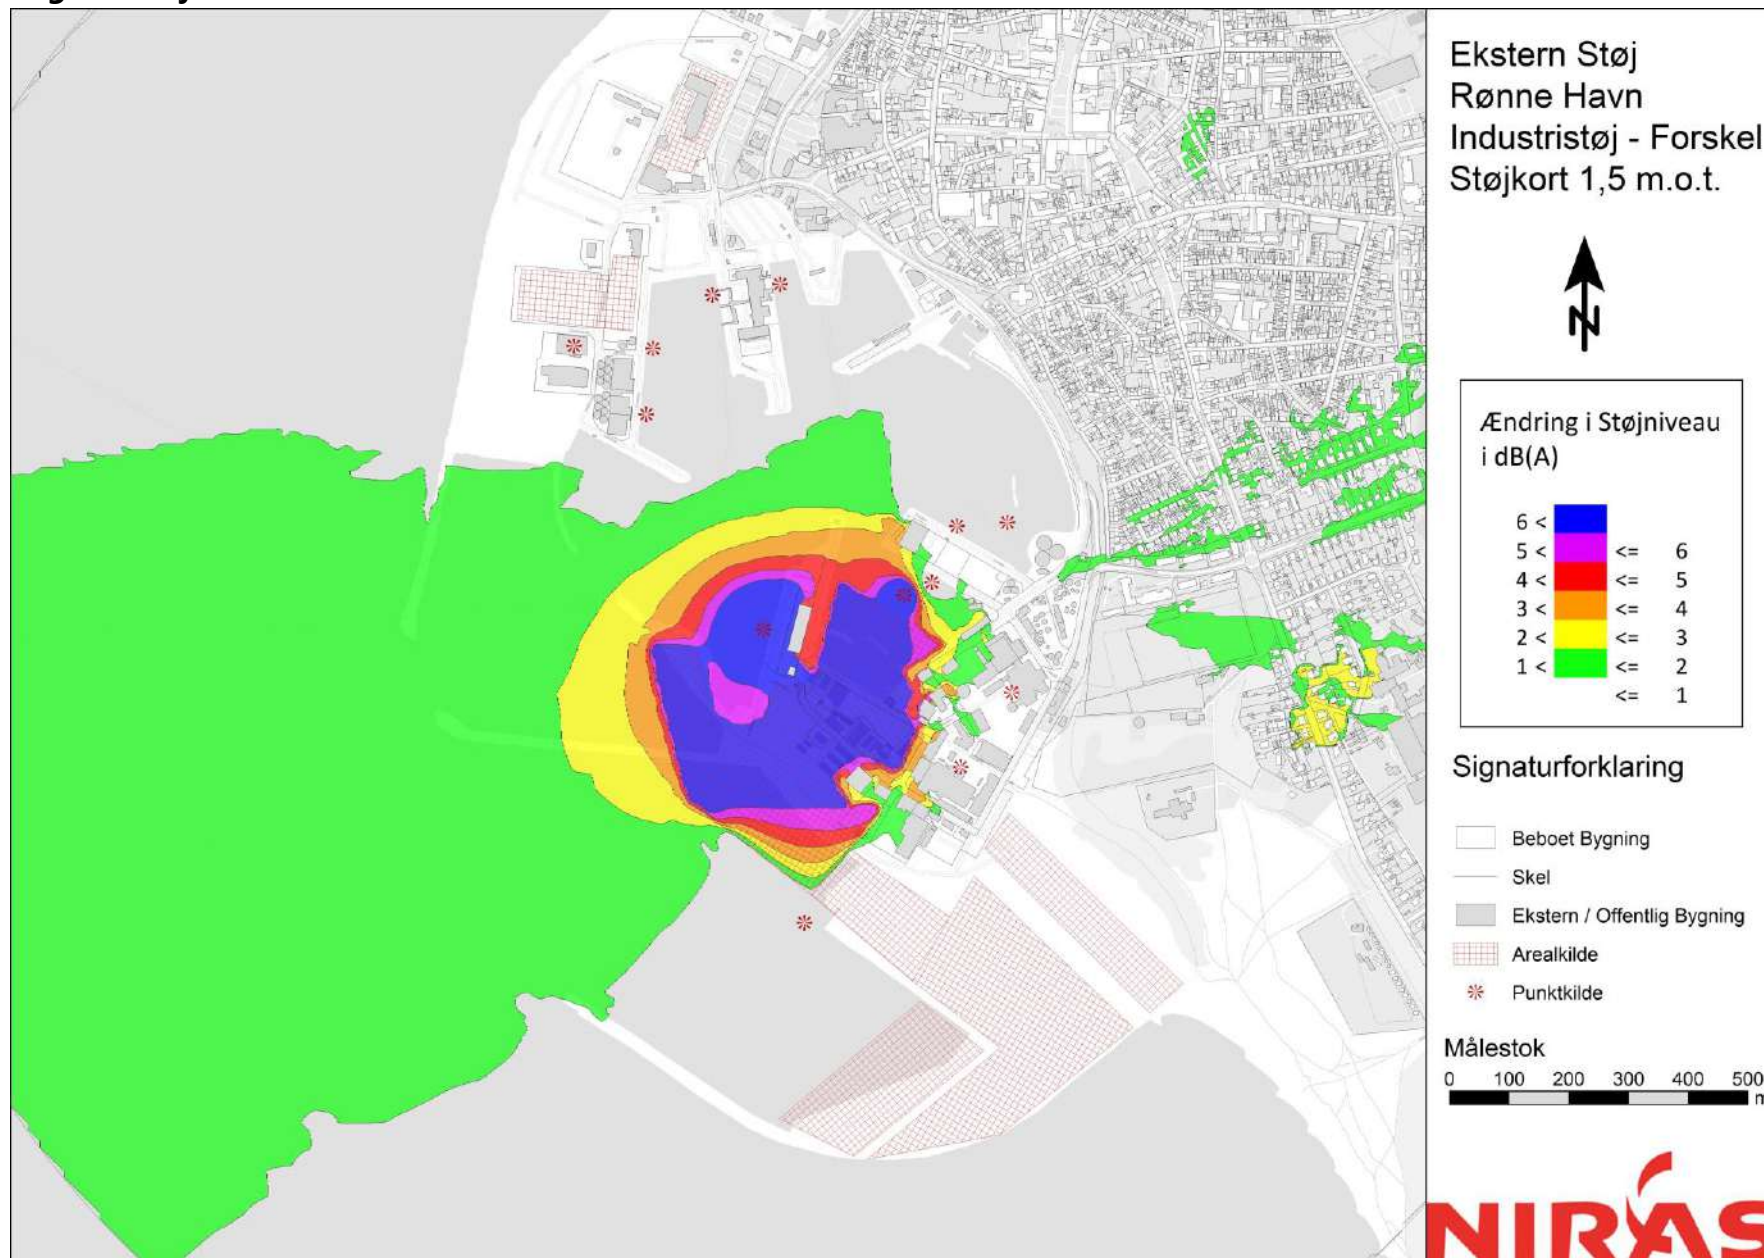 Ekstern Støj
Rønne Havn
Industristøj - Forskel
Støjkort 1,5 m.o.t.
N
Ændring i Støjniveau
i dB(A)
6 <
5 < <= 6
4 < <= 5
3 < <= 4
2 < <= 3
1 < <= 2
<= 1
Signaturforklaring
Beboet Bygning
Skel
Ekstern / Offentlig Bygning
Arealkilde
Punktkilde
Målestok
0 100 200 300 400 500
m
NIRAS